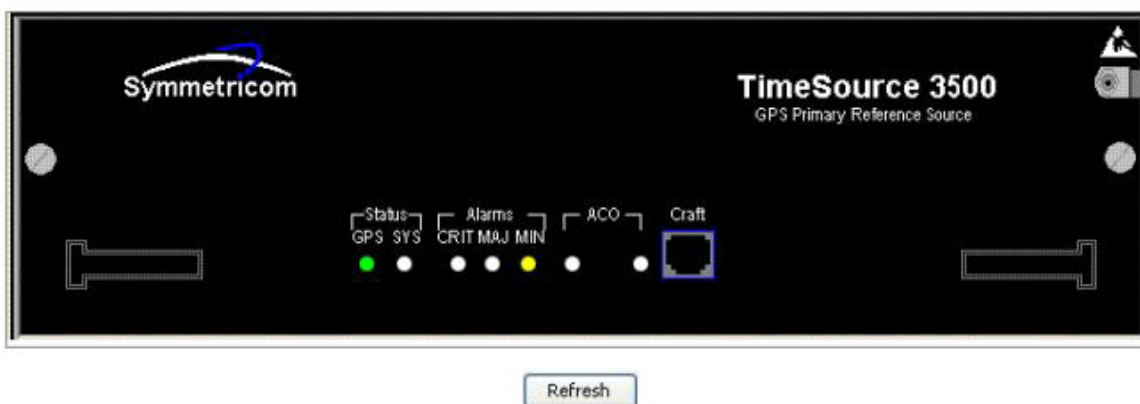 Symmetricom
TimeSource 3500
GPS Primary Reference Source
Status Alarms ACO Craft
GPS SYS CRIT MAJ MIN
Refresh